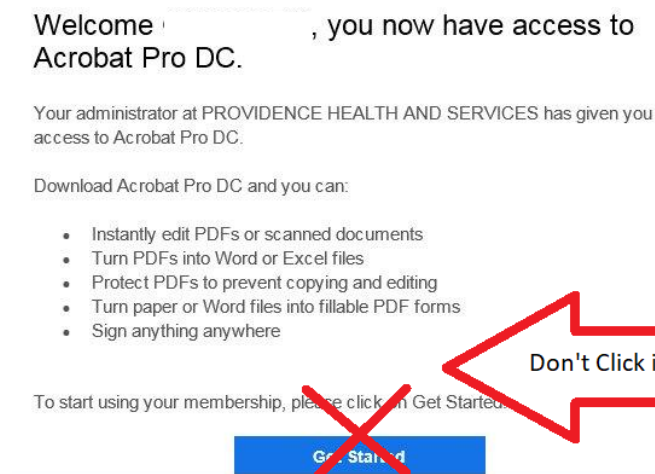 Welcome , you now have access to
Acrobat Pro DC.
Your administrator at PROVIDENCE HEALTH AND SERVICES has given you
access to Acrobat Pro DC.
Download Acrobat Pro DC and you can:
• Instantly edit PDFs or scanned documents
• Turn PDFs into Word or Excel files
• Protect PDFs to prevent copying and editing
• Turn paper or Word files into fillable PDF forms
• Sign anything anywhere
Don't Click i
To start using your membership, please click on Get Started.
Get Started